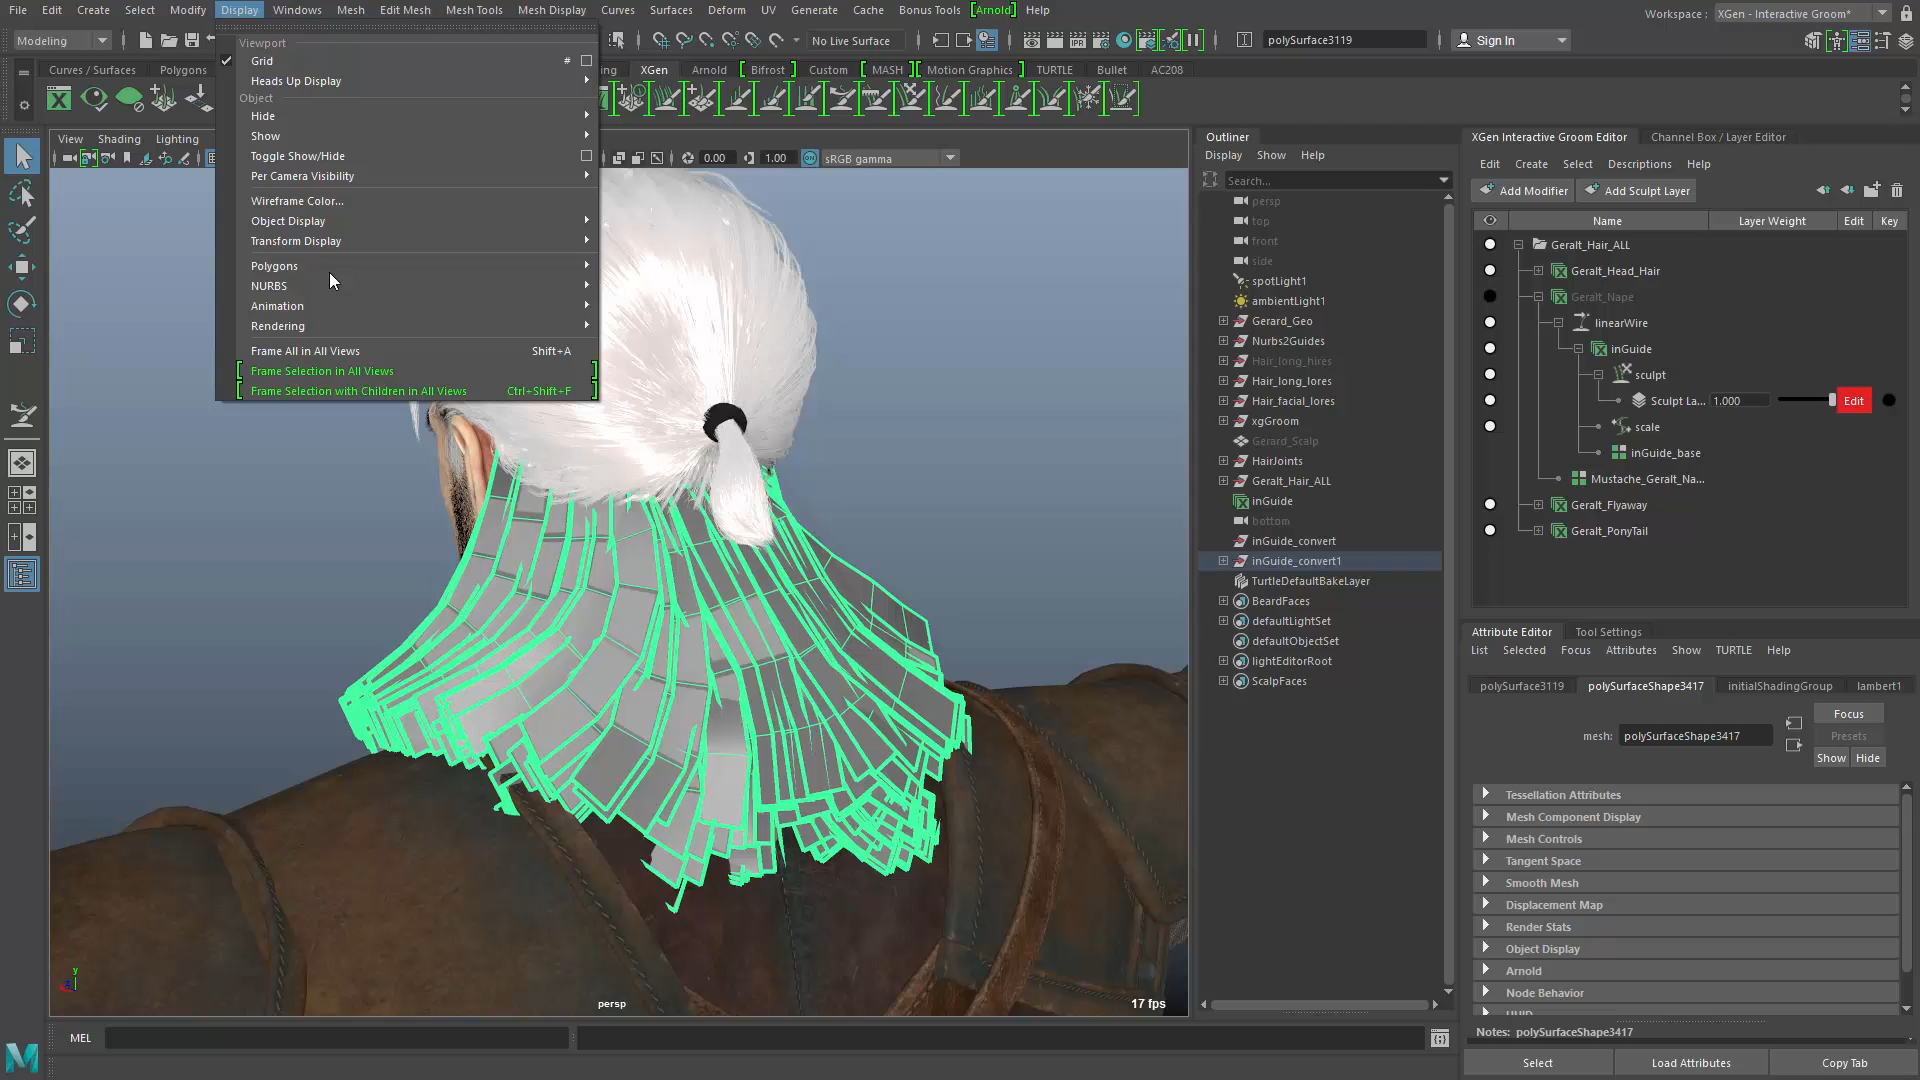 File Edit Create Select Modify Display Windows Mesh Edit Mesh Mesh Tools Mesh Display Curves Surfaces Deform UV Generate Cache Bonus Tools [Arnold] Help
Workspace : XGen - Interactive Groom*
Modeling
No Live Surface
polySurface3119
Sign In
Curves / Surfaces Polygons
XGen Arnold Bifrost Custom MASH Motion Graphics TURTLE Bullet AC208
Viewport
Grid #
Heads Up Display
Object
Hide
Show
Toggle Show/Hide
Per Camera Visibility
Wireframe Color...
Object Display
Transform Display
Polygons
NURBS
Animation
Rendering
Frame All in All Views Shift+A
Frame Selection in All Views
Frame Selection with Children in All Views Ctrl+Shift+F
View Shading Lighting
0.00 1.00 sRGB gamma
persp
17 fps
Outliner
Display Show Help
Search...
persp
top
front
side
spotLight1
ambientLight1
Gerard_Geo
Nurbs2Guides
Hair_long_hires
Hair_long_lores
Hair_facial_lores
xgGroom
Gerard_Scalp
HairJoints
Geralt_Hair_ALL
inGuide
bottom
inGuide_convert
inGuide_convert1
TurtleDefaultBakeLayer
BeardFaces
defaultLightSet
defaultObjectSet
lightEditorRoot
ScalpFaces
XGen Interactive Groom Editor Channel Box / Layer Editor
Edit Create Select Descriptions Help
Add Modifier Add Sculpt Layer
Name Layer Weight Edit Key
Geralt_Hair_ALL
Geralt_Head_Hair
Geralt_Nape
linearWire
inGuide
sculpt
Sculpt La... 1.000 Edit
scale
inGuide_base
Mustache_Geralt_Na...
Geralt_Flyaway
Geralt_PonyTail
Attribute Editor Tool Settings
List Selected Focus Attributes Show TURTLE Help
polySurface3119 polySurfaceShape3417 initialShadingGroup lambert1
mesh: polySurfaceShape3417
Focus
Presets
Show Hide
Tessellation Attributes
Mesh Component Display
Mesh Controls
Tangent Space
Smooth Mesh
Displacement Map
Render Stats
Object Display
Arnold
Node Behavior
Notes: polySurfaceShape3417
Select Load Attributes Copy Tab
MEL